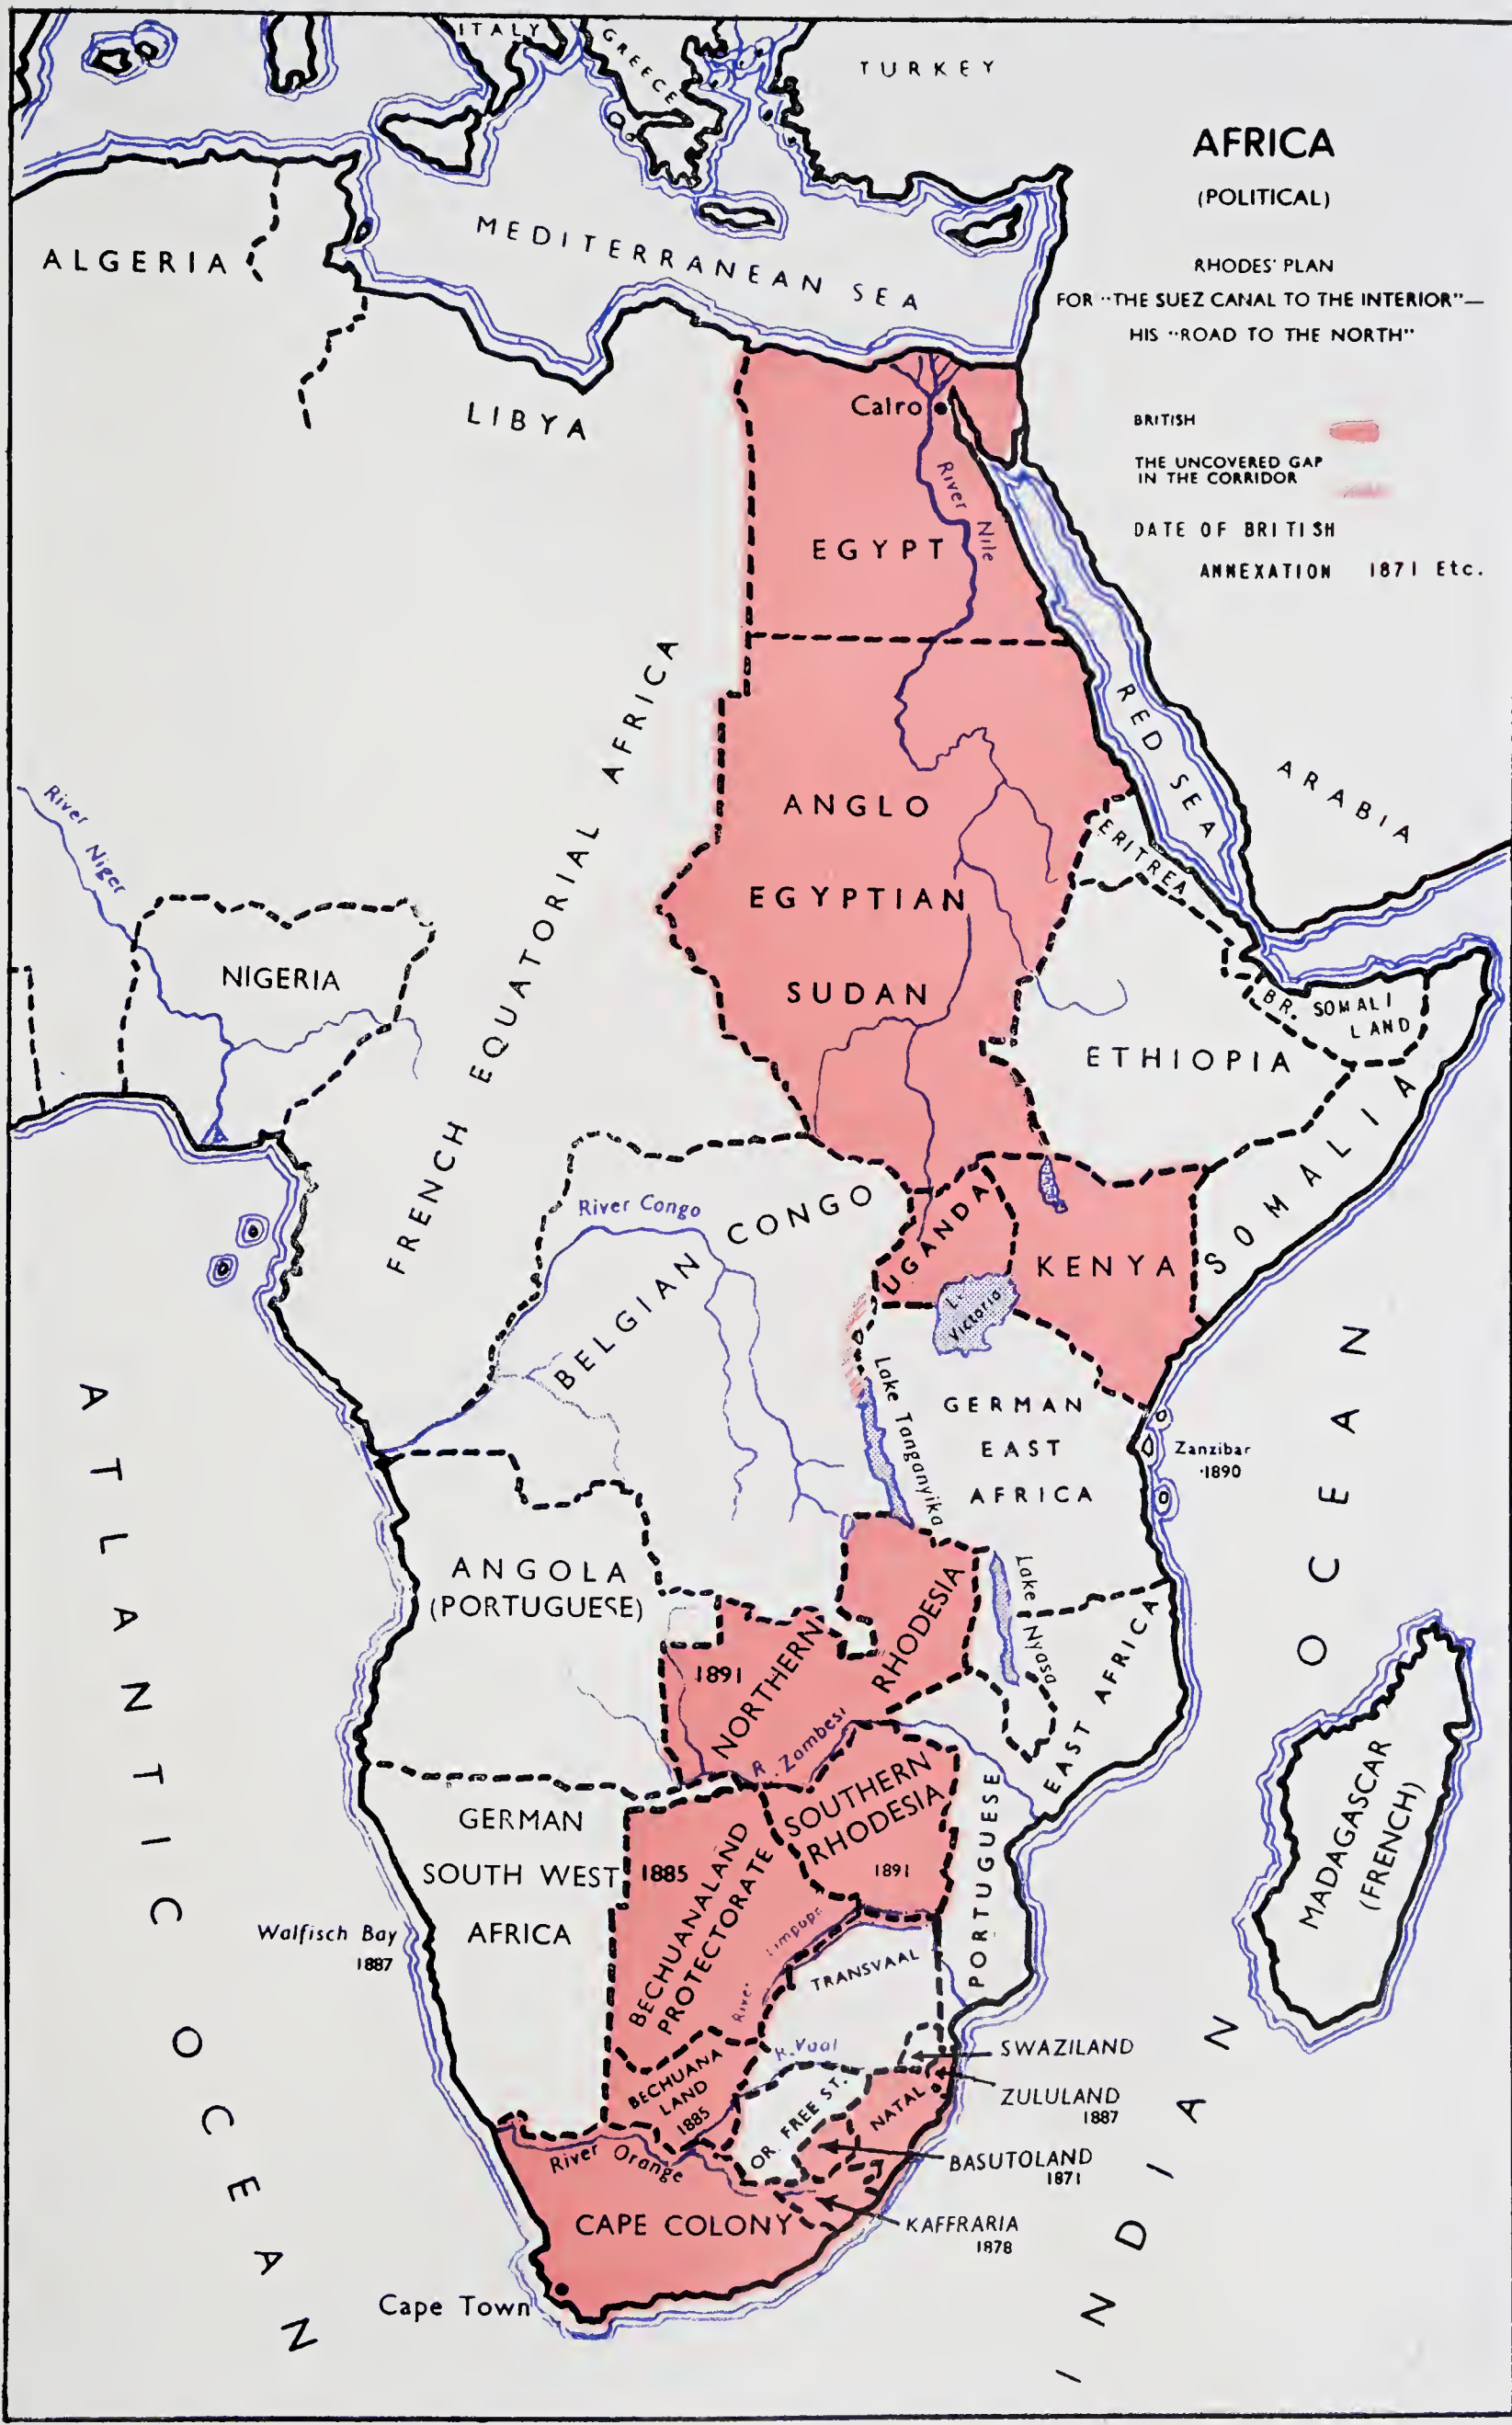 ITALY
GREECE
TURKEY
AFRICA
(POLITICAL)
RHODES' PLAN
FOR "THE SUEZ CANAL TO THE INTERIOR"—
HIS "ROAD TO THE NORTH"
BRITISH
THE UNCOVERED GAP
IN THE CORRIDOR
DATE OF BRITISH
ANNEXATION 1871 Etc.
ALGERIA
MEDITERRANEAN SEA
LIBYA
Cairo
River Nile
EGYPT
RED SEA
ARABIA
FRENCH EQUATORIAL AFRICA
River Niger
NIGERIA
ANGLO
EGYPTIAN
SUDAN
ERITREA
BR. SOMALI
LAND
ETHIOPIA
SOMALIA
River Congo
BELGIAN CONGO
UGANDA
KENYA
L.
Victoria
Lake Tanganyika
GERMAN
EAST
AFRICA
Zanzibar
1890
ATLANTIC OCEAN
INDIAN OCEAN
ANGOLA
(PORTUGUESE)
1891
NORTHERN
RHODESIA
Lake Nyasa
PORTUGUESE
EAST AFRICA
R. Zambesi
SOUTHERN
RHODESIA
1891
MADAGASCAR
(FRENCH)
GERMAN
SOUTH WEST
AFRICA
1885
BECHUANALAND
PROTECTORATE
Walfisch Bay
1887
River Limpopo
TRANSVAAL
R. Vaal
BECHUANA
LAND
1885
OR. FREE ST.
NATAL
SWAZILAND
ZULULAND
1887
BASUTOLAND
1871
KAFFRARIA
1878
River Orange
CAPE COLONY
Cape Town